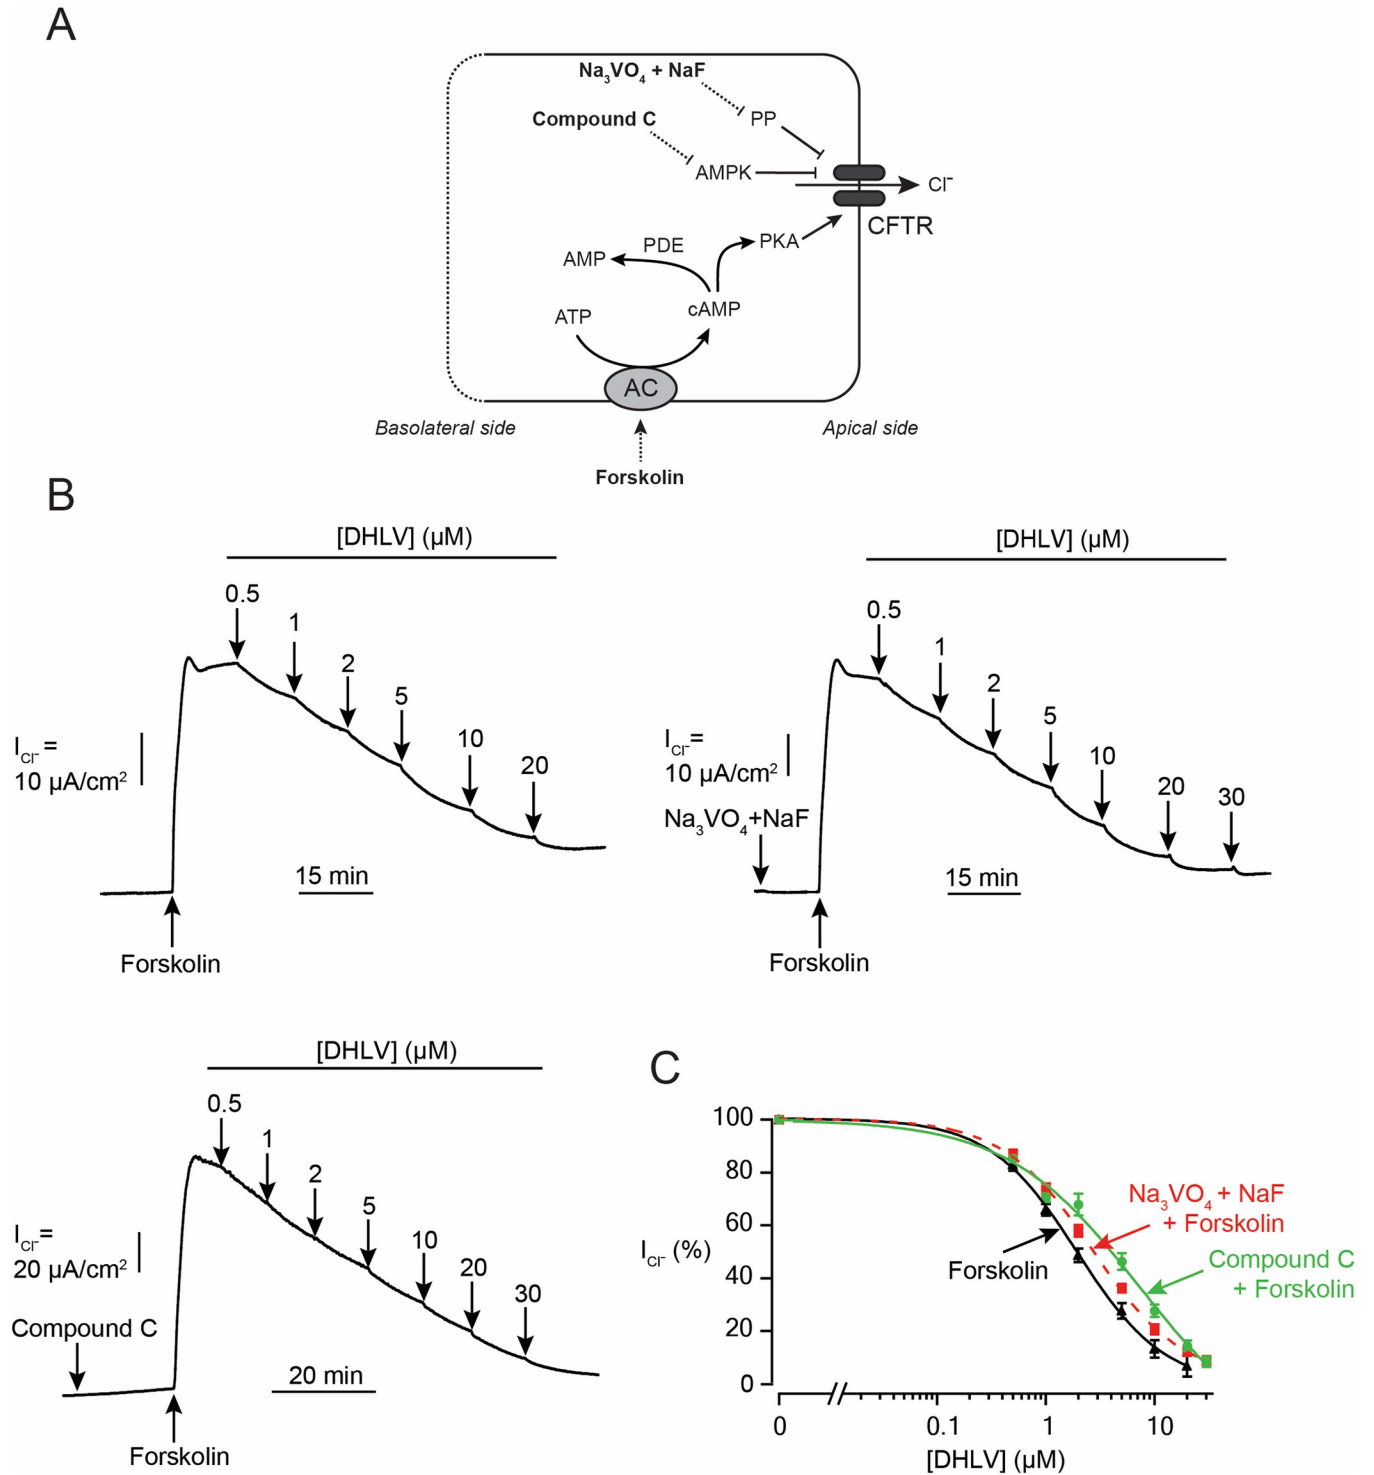 A
Na₃VO₄ + NaF
Compound C
PP
AMPK
Cl⁻
CFTR
PKA
PDE
AMP
cAMP
ATP
AC
Basolateral side
Apical side
Forskolin
B
[DHLV] (µM)
0.5
1
2
5
10
20
I_Cl⁻ =
10 µA/cm²
15 min
Forskolin
[DHLV] (µM)
0.5
1
2
5
10
20
30
I_Cl⁻=
10 µA/cm²
Na₃VO₄+NaF
15 min
Forskolin
[DHLV] (µM)
0.5
1
2
5
10
20
30
I_Cl⁻=
20 µA/cm²
Compound C
20 min
Forskolin
C
100
80
60
40
20
0
I_Cl⁻ (%)
Na₃VO₄ + NaF
+ Forskolin
Compound C
+ Forskolin
Forskolin
0
0.1
1
10
[DHLV] (µM)